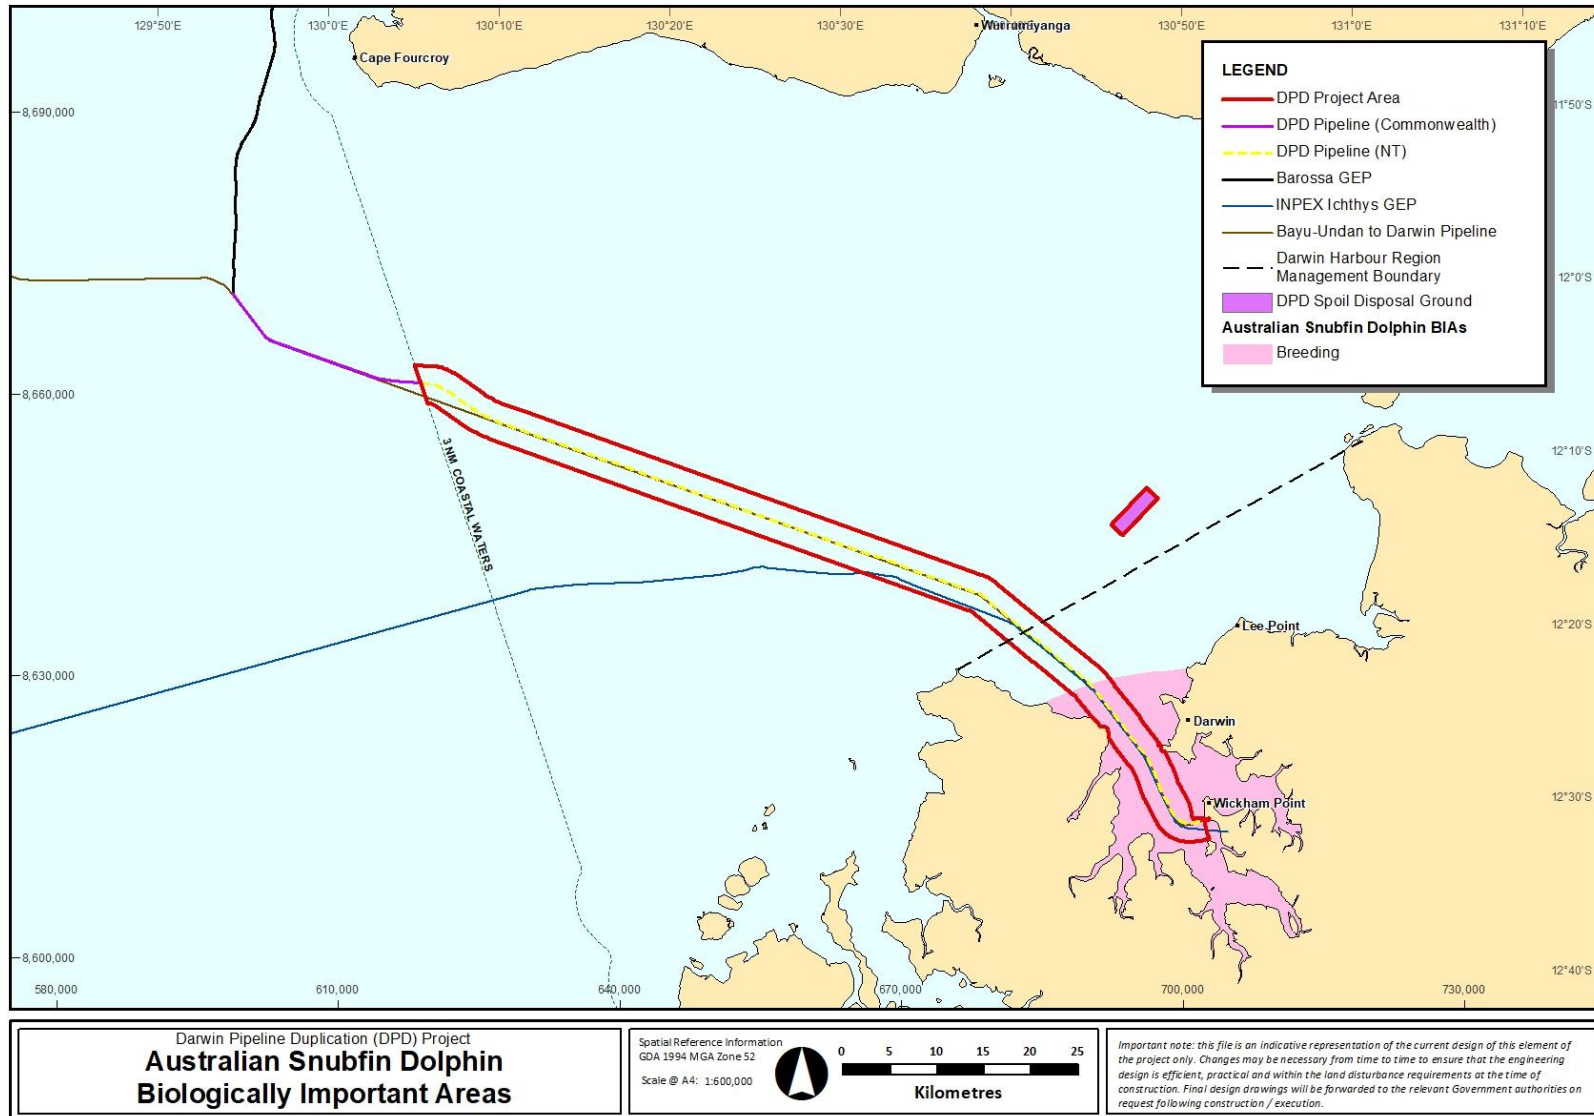 129°50'E
130°0'E
130°10'E
130°20'E
130°30'E
130°50'E
131°0'E
131°10'E
Wurrumiyanga
Cape Fourcroy
8,690,000
8,660,000
8,630,000
8,600,000
LEGEND
DPD Project Area
DPD Pipeline (Commonwealth)
DPD Pipeline (NT)
Barossa GEP
INPEX Ichthys GEP
Bayu-Undan to Darwin Pipeline
Darwin Harbour Region
Management Boundary
DPD Spoil Disposal Ground
Australian Snubfin Dolphin BIAs
Breeding
11°50'S
12°0'S
12°10'S
12°20'S
12°30'S
12°40'S
3 NM COASTAL WATERS
Lee Point
Darwin
Wickham Point
580,000
610,000
640,000
670,000
700,000
730,000
Darwin Pipeline Duplication (DPD) Project
Australian Snubfin Dolphin
Biologically Important Areas
Spatial Reference Information
GDA 1994 MGA Zone 52
Scale @ A4: 1:600,000
0 5 10 15 20 25
Kilometres
Important note: this file is an indicative representation of the current design of this element of
the project only. Changes may be necessary from time to time to ensure that the engineering
design is efficient, practical and within the land disturbance requirements at the time of
construction. Final design drawings will be forwarded to the relevant Government authorities on
request following construction / execution.